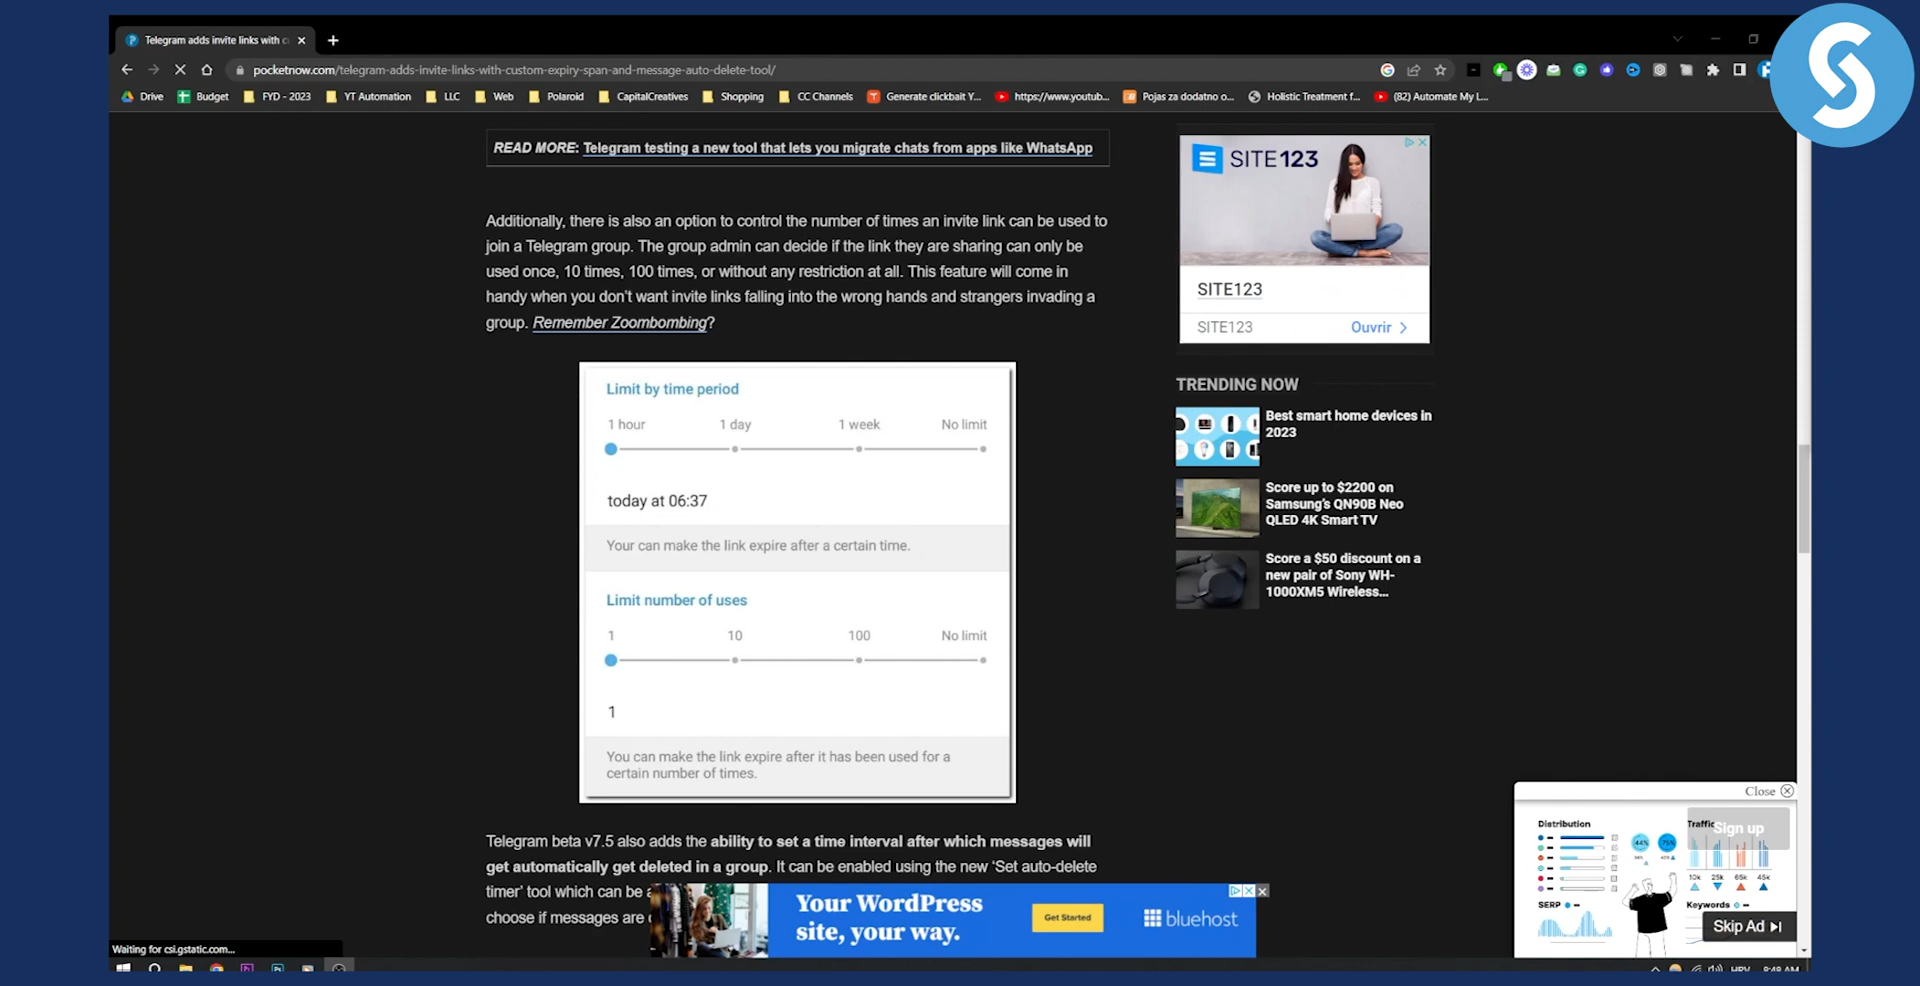 Telegram adds invite links with c
pocketnow.com/telegram-adds-invite-links-with-custom-expiry-span-and-message-auto-delete-tool/
Drive Budget FYD - 2023 YT Automation LLC Web Polaroid CapitalCreatives Shopping CC Channels Generate clickbait Y... https://www.youtub... Pojas za dodatno o... Holistic Treatment f... (82) Automate My L...
READ MORE: Telegram testing a new tool that lets you migrate chats from apps like WhatsApp
Additionally, there is also an option to control the number of times an invite link can be used to
join a Telegram group. The group admin can decide if the link they are sharing can only be
used once, 10 times, 100 times, or without any restriction at all. This feature will come in
handy when you don't want invite links falling into the wrong hands and strangers invading a
group. Remember Zoombombing?
Limit by time period
1 hour 1 day 1 week No limit
today at 06:37
Your can make the link expire after a certain time.
Limit number of uses
1 10 100 No limit
1
You can make the link expire after it has been used for a
certain number of times.
Telegram beta v7.5 also adds the ability to set a time interval after which messages will
get automatically get deleted in a group. It can be enabled using the new 'Set auto-delete
timer' tool which can be a
choose if messages are
SITE123
SITE123
SITE123 Ouvrir
TRENDING NOW
Best smart home devices in
2023
Score up to $2200 on
Samsung's QN90B Neo
QLED 4K Smart TV
Score a $50 discount on a
new pair of Sony WH-
1000XM5 Wireless...
Your WordPress
site, your way.
Get Started
bluehost
Close
Distribution
Traffic
Sign up
44% 75%
10k 25k 65k 45k
SERP
Keywords
Skip Ad
Waiting for csi.gstatic.com...
HRV 8:48 AM